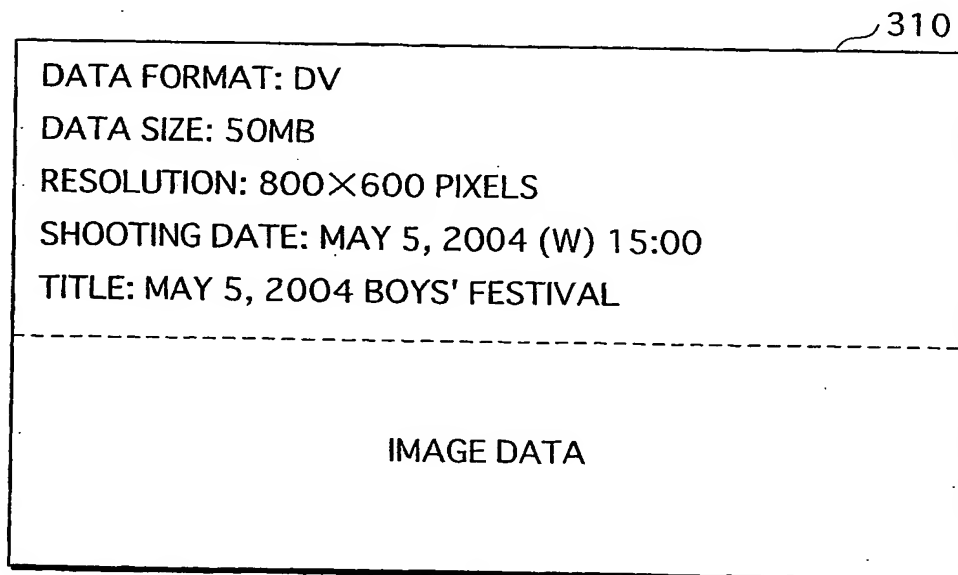 310
DATA FORMAT: DV
DATA SIZE: 50MB
RESOLUTION: 800×600 PIXELS
SHOOTING DATE: MAY 5, 2004 (W) 15:00
TITLE: MAY 5, 2004 BOYS' FESTIVAL
IMAGE DATA